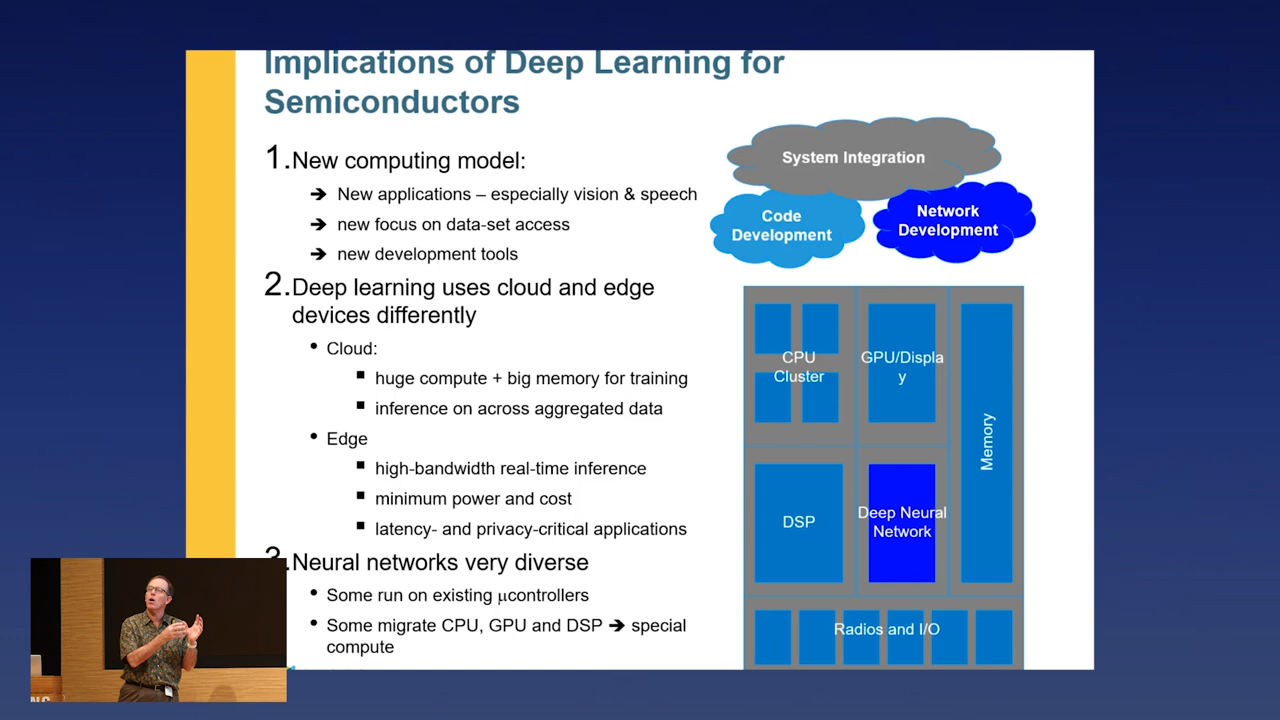 Implications of Deep Learning for
Semiconductors
1. New computing model:
➔ New applications – especially vision & speech
➔ new focus on data-set access
➔ new development tools
2. Deep learning uses cloud and edge
devices differently
• Cloud:
▪ huge compute + big memory for training
▪ inference on across aggregated data
• Edge
▪ high-bandwidth real-time inference
▪ minimum power and cost
▪ latency- and privacy-critical applications
3. Neural networks very diverse
• Some run on existing μcontrollers
• Some migrate CPU, GPU and DSP ➔ special
compute
System Integration
Code
Development
Network
Development
CPU
Cluster
GPU/Displa
y
Memory
DSP
Deep Neural
Network
Radios and I/O